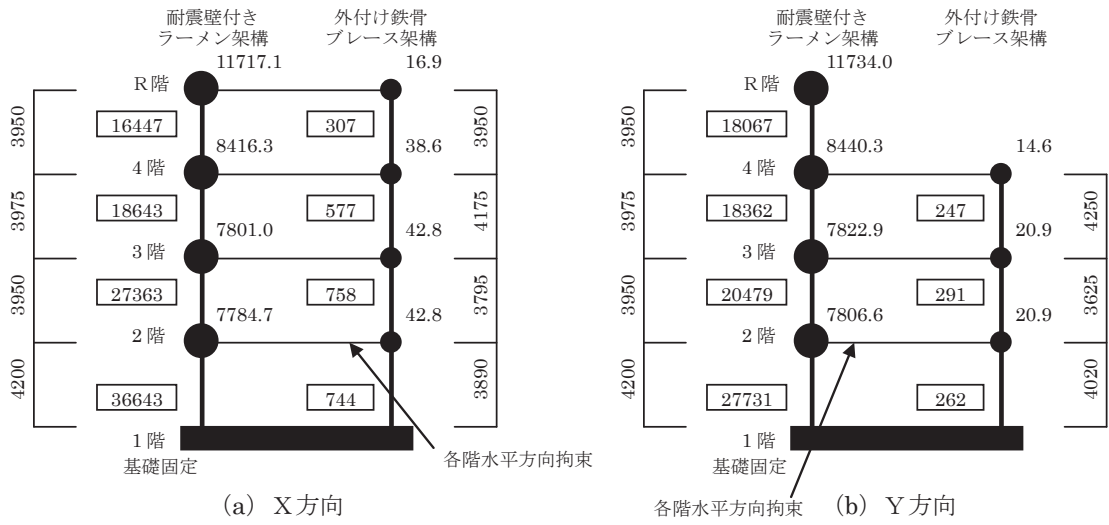 耐震壁付き
ラーメン架構
外付け鉄骨
ブレース架構
11717.1
16.9
R階
3950
16447
307
3950
8416.3
38.6
4階
3975
18643
577
4175
7801.0
42.8
3階
3950
27363
758
3795
7784.7
42.8
2階
4200
36643
744
3890
1階
基礎固定
各階水平方向拘束
(a) X方向
耐震壁付き
ラーメン架構
外付け鉄骨
ブレース架構
11734.0
R階
3950
18067
8440.3
14.6
4階
3975
18362
247
4250
7822.9
20.9
3階
3950
20479
291
3625
7806.6
20.9
2階
4200
27731
262
4020
1階
基礎固定
各階水平方向拘束
(b) Y方向